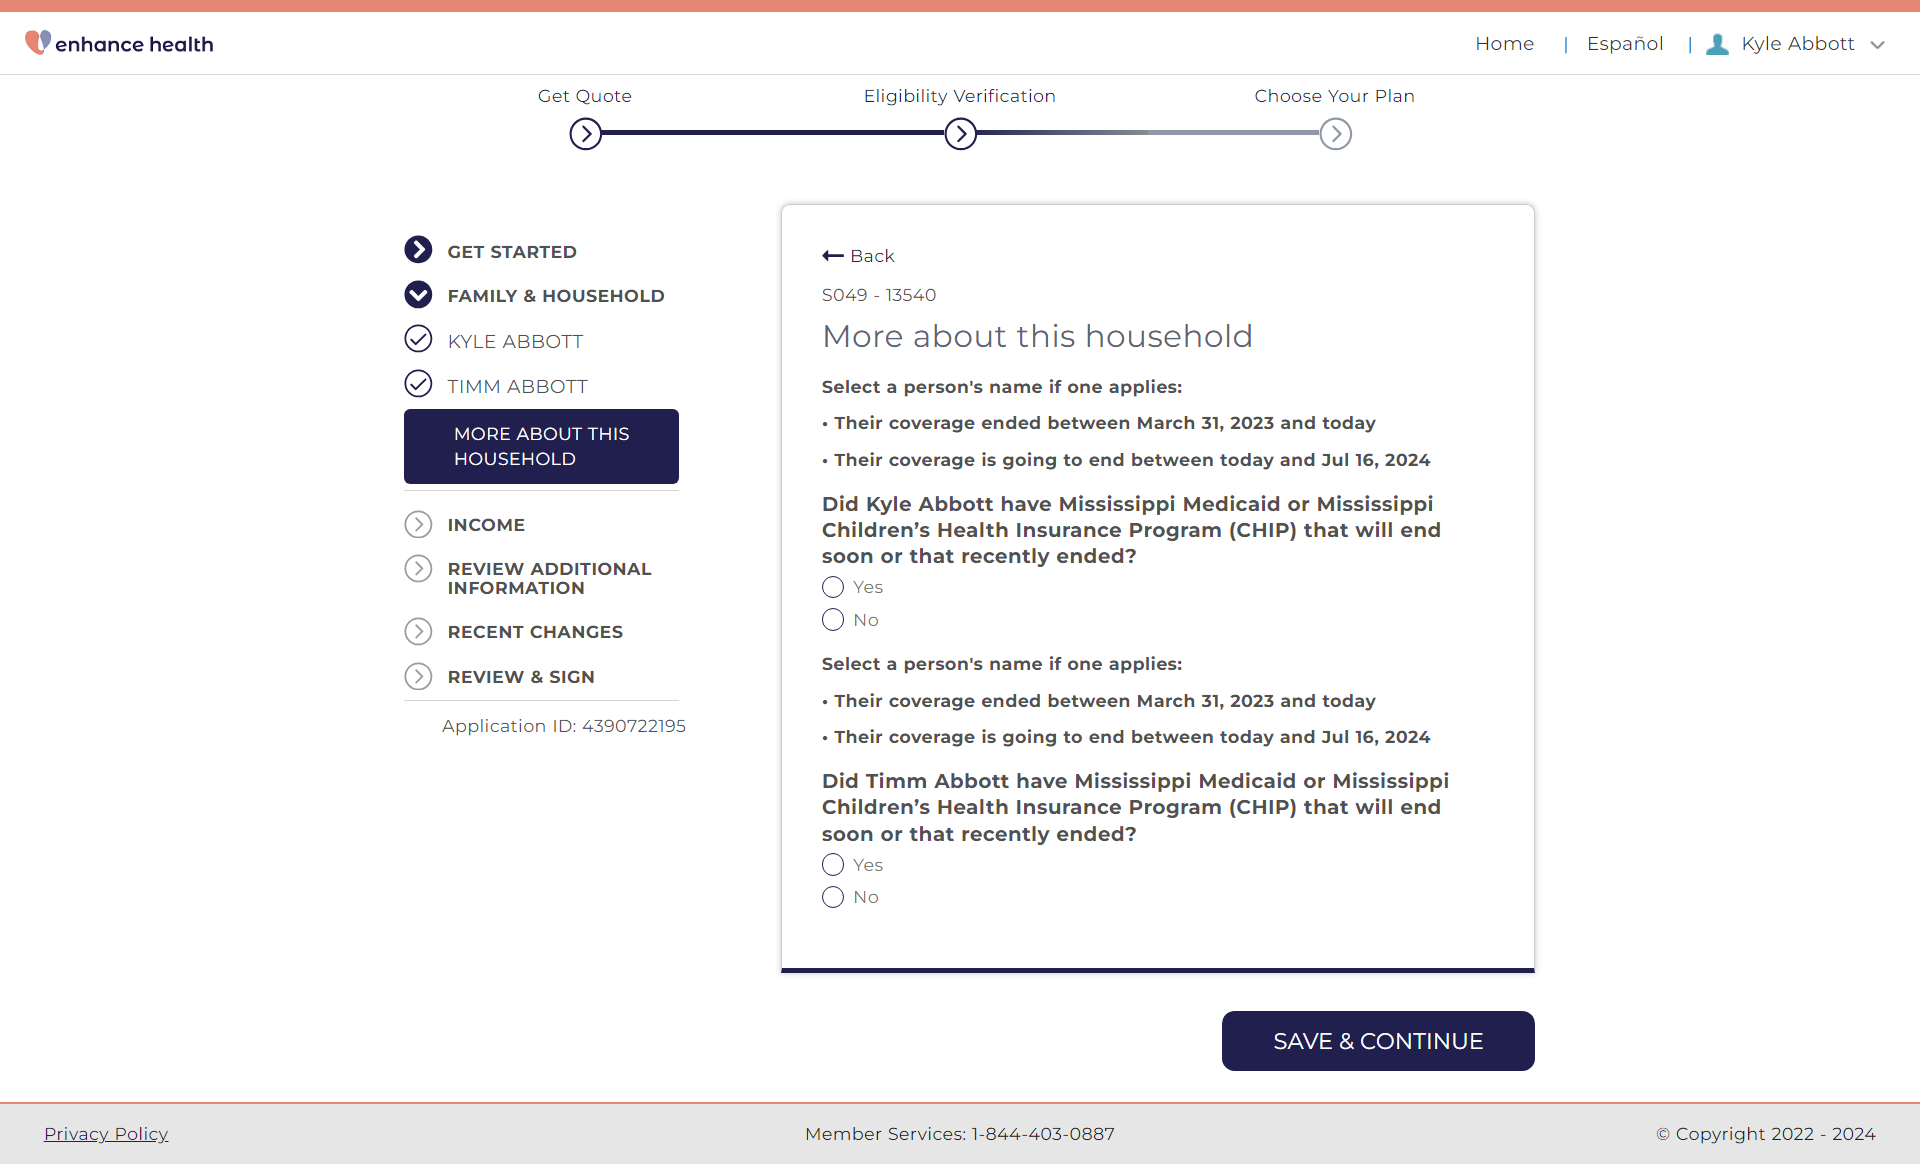 enhance health
Home | Español | Kyle Abbott
Get Quote
Eligibility Verification
Choose Your Plan
GET STARTED
FAMILY & HOUSEHOLD
KYLE ABBOTT
TIMM ABBOTT
MORE ABOUT THIS
HOUSEHOLD
INCOME
REVIEW ADDITIONAL
INFORMATION
RECENT CHANGES
REVIEW & SIGN
Application ID: 4390722195
Back
S049 - 13540
More about this household
Select a person's name if one applies:
• Their coverage ended between March 31, 2023 and today
• Their coverage is going to end between today and Jul 16, 2024
Did Kyle Abbott have Mississippi Medicaid or Mississippi
Children’s Health Insurance Program (CHIP) that will end
soon or that recently ended?
Yes
No
Select a person's name if one applies:
• Their coverage ended between March 31, 2023 and today
• Their coverage is going to end between today and Jul 16, 2024
Did Timm Abbott have Mississippi Medicaid or Mississippi
Children’s Health Insurance Program (CHIP) that will end
soon or that recently ended?
Yes
No
SAVE & CONTINUE
Privacy Policy
Member Services: 1-844-403-0887
© Copyright 2022 - 2024